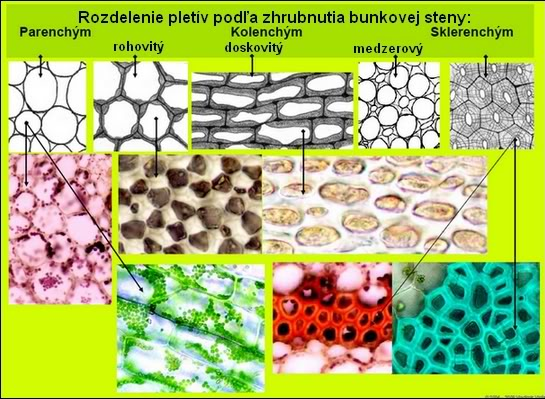 Rozdelenie pletív podľa zhrubnutia bunkovej steny:
Parenchým Kolenchým Sklerenchým
rohovitý doskovitý medzerový